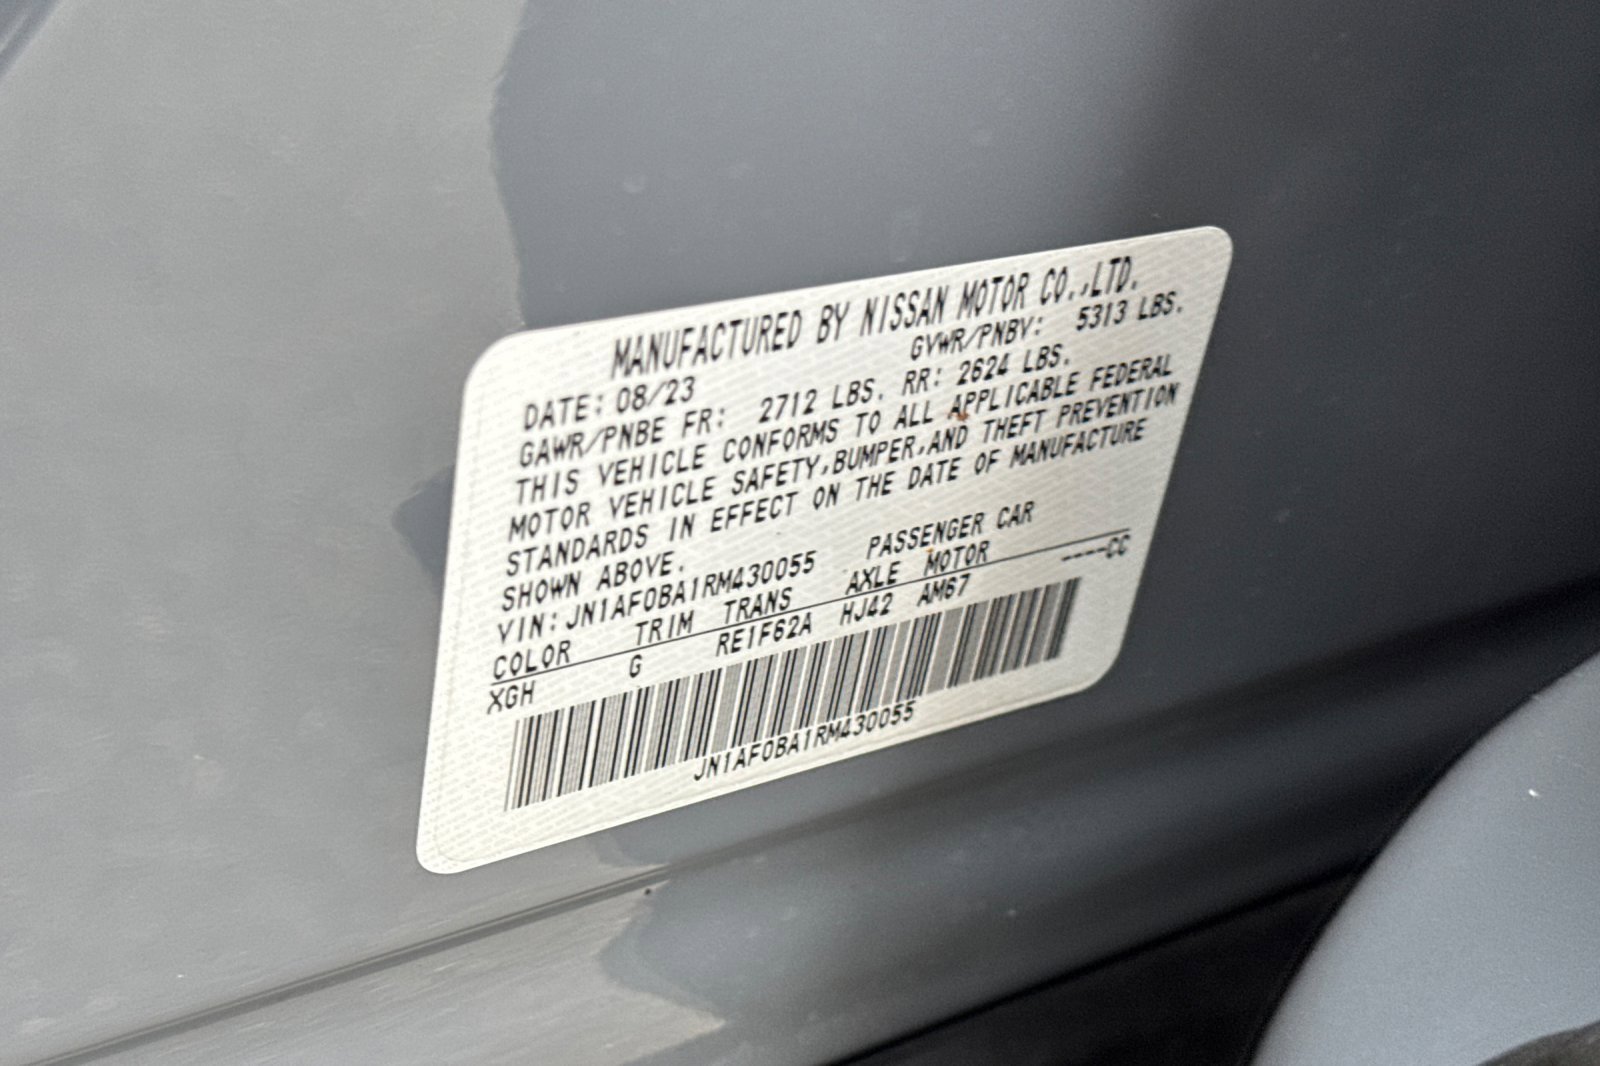 MANUFACTURED BY NISSAN MOTOR CO.,LTD.
DATE: 08/23 GVWR/PNBV: 5313 LBS.
GAWR/PNBE FR: 2712 LBS. RR: 2624 LBS.
THIS VEHICLE CONFORMS TO ALL APPLICABLE FEDERAL
MOTOR VEHICLE SAFETY,BUMPER,AND THEFT PREVENTION
STANDARDS IN EFFECT ON THE DATE OF MANUFACTURE
SHOWN ABOVE.
VIN: JN1AF0BA1RM430055 PASSENGER CAR
COLOR TRIM TRANS AXLE MOTOR ----CC
XGH G RE1F62A HJ42 AM67
JN1AF0BA1RM430055